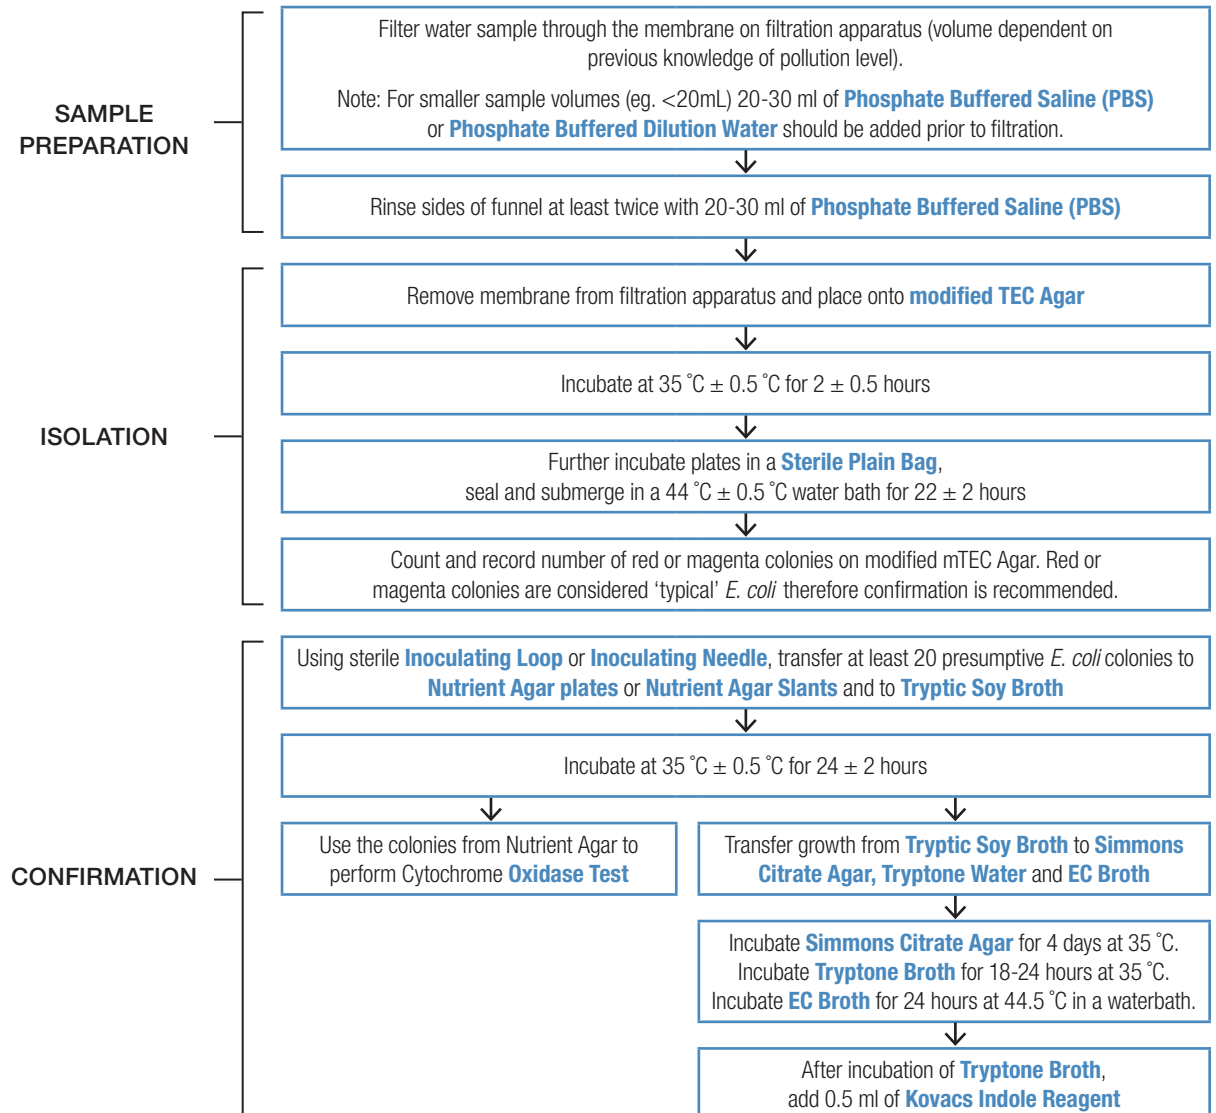 SAMPLE
PREPARATION
Filter water sample through the membrane on filtration apparatus (volume dependent on
previous knowledge of pollution level).
Note: For smaller sample volumes (eg. <20mL) 20-30 ml of Phosphate Buffered Saline (PBS)
or Phosphate Buffered Dilution Water should be added prior to filtration.
Rinse sides of funnel at least twice with 20-30 ml of Phosphate Buffered Saline (PBS)
ISOLATION
Remove membrane from filtration apparatus and place onto modified TEC Agar
Incubate at 35 ˚C ± 0.5 ˚C for 2 ± 0.5 hours
Further incubate plates in a Sterile Plain Bag,
seal and submerge in a 44 ˚C ± 0.5 ˚C water bath for 22 ± 2 hours
Count and record number of red or magenta colonies on modified mTEC Agar. Red or
magenta colonies are considered ‘typical’ E. coli therefore confirmation is recommended.
CONFIRMATION
Using sterile Inoculating Loop or Inoculating Needle, transfer at least 20 presumptive E. coli colonies to
Nutrient Agar plates or Nutrient Agar Slants and to Tryptic Soy Broth
Incubate at 35 ˚C ± 0.5 ˚C for 24 ± 2 hours
Use the colonies from Nutrient Agar to
perform Cytochrome Oxidase Test
Transfer growth from Tryptic Soy Broth to Simmons
Citrate Agar, Tryptone Water and EC Broth
Incubate Simmons Citrate Agar for 4 days at 35 ˚C.
Incubate Tryptone Broth for 18-24 hours at 35 ˚C.
Incubate EC Broth for 24 hours at 44.5 ˚C in a waterbath.
After incubation of Tryptone Broth,
add 0.5 ml of Kovacs Indole Reagent